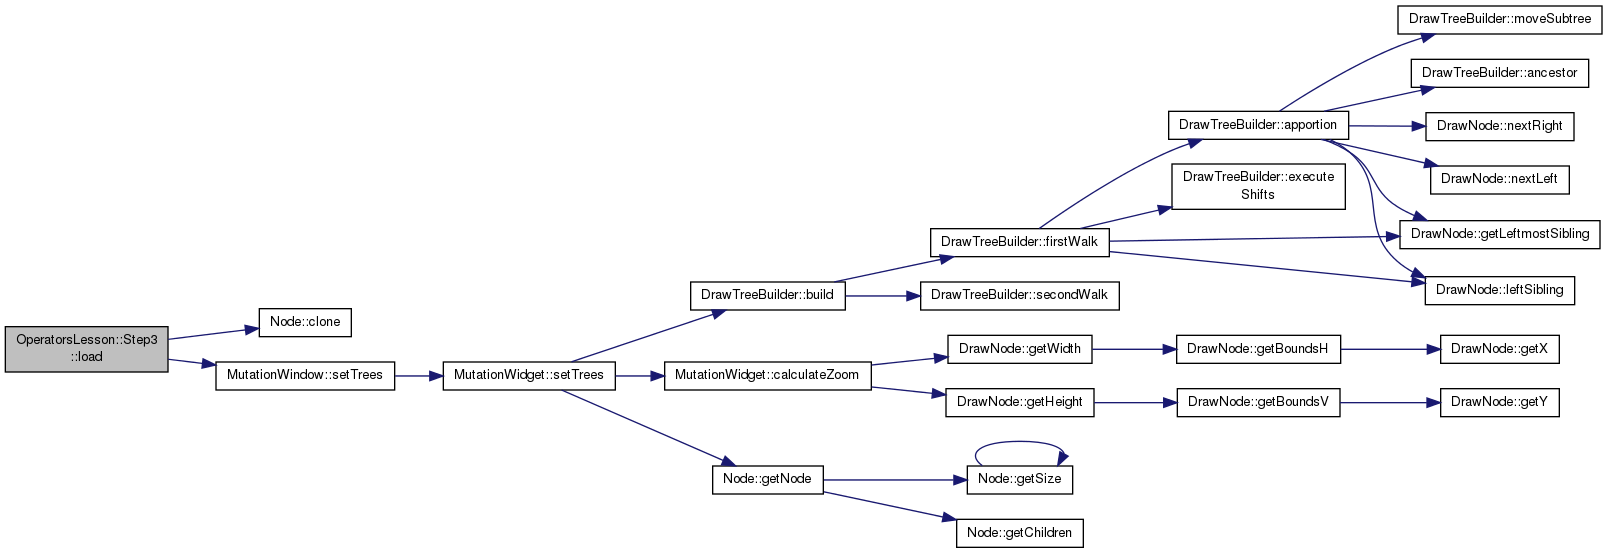 OperatorsLesson::Step3
::load
Node::clone
MutationWindow::setTrees
MutationWidget::setTrees
DrawTreeBuilder::build
MutationWidget::calculateZoom
Node::getNode
DrawTreeBuilder::firstWalk
DrawTreeBuilder::secondWalk
DrawNode::getWidth
DrawNode::getHeight
Node::getSize
Node::getChildren
DrawTreeBuilder::apportion
DrawTreeBuilder::execute
Shifts
DrawNode::getBoundsH
DrawNode::getBoundsV
DrawTreeBuilder::moveSubtree
DrawTreeBuilder::ancestor
DrawNode::nextRight
DrawNode::nextLeft
DrawNode::getLeftmostSibling
DrawNode::leftSibling
DrawNode::getX
DrawNode::getY